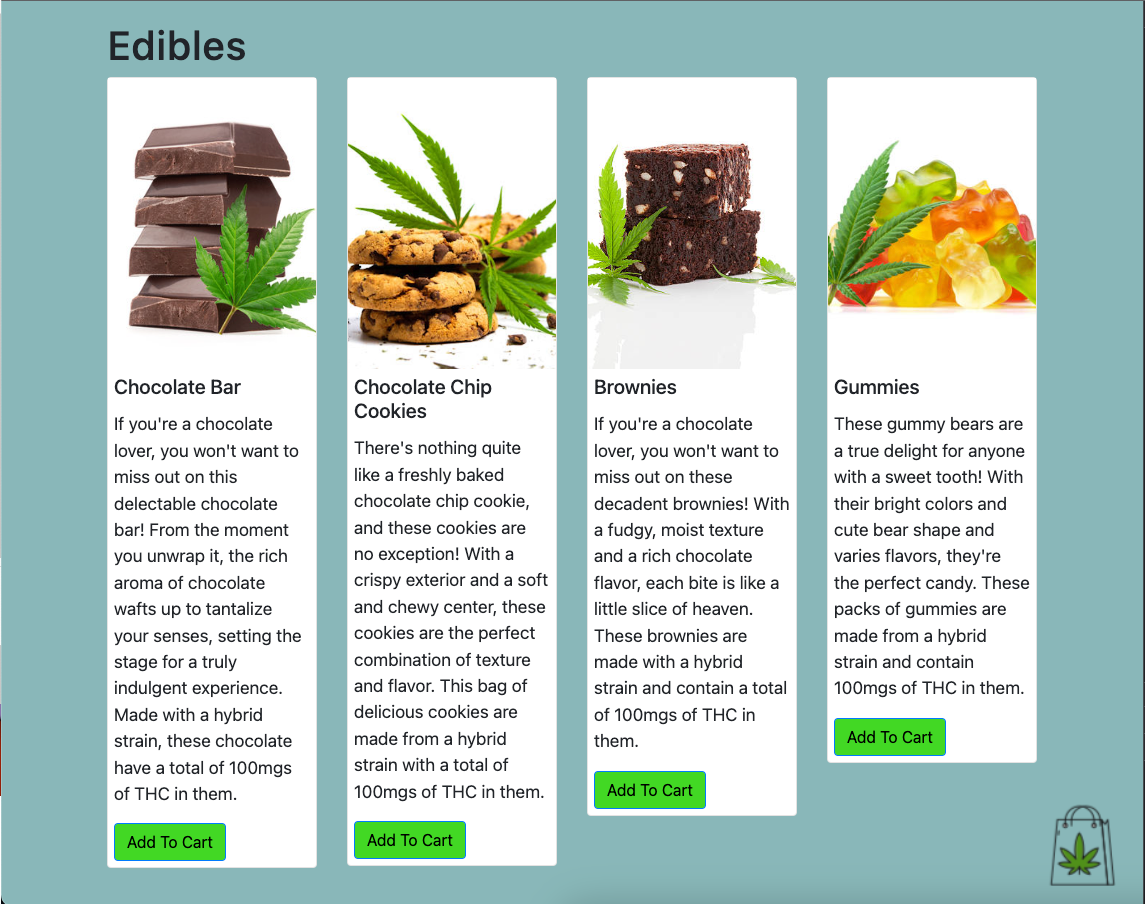 Edibles
Chocolate Bar
If you're a chocolate
lover, you won't want to
miss out on this
delectable chocolate
bar! From the moment
you unwrap it, the rich
aroma of chocolate
wafts up to tantalize
your senses, setting the
stage for a truly
indulgent experience.
Made with a hybrid
strain, these chocolate
have a total of 100mgs
of THC in them.
Add To Cart
Chocolate Chip
Cookies
There's nothing quite
like a freshly baked
chocolate chip cookie,
and these cookies are
no exception! With a
crispy exterior and a soft
and chewy center, these
cookies are the perfect
combination of texture
and flavor. This bag of
delicious cookies are
made from a hybrid
strain with a total of
100mgs of THC in them.
Add To Cart
Brownies
If you're a chocolate
lover, you won't want to
miss out on these
decadent brownies! With
a fudgy, moist texture
and a rich chocolate
flavor, each bite is like a
little slice of heaven.
These brownies are
made with a hybrid
strain and contain a total
of 100mgs of THC in
them.
Add To Cart
Gummies
These gummy bears are
a true delight for anyone
with a sweet tooth! With
their bright colors and
cute bear shape and
varies flavors, they're
the perfect candy. These
packs of gummies are
made from a hybrid
strain and contain
100mgs of THC in them.
Add To Cart